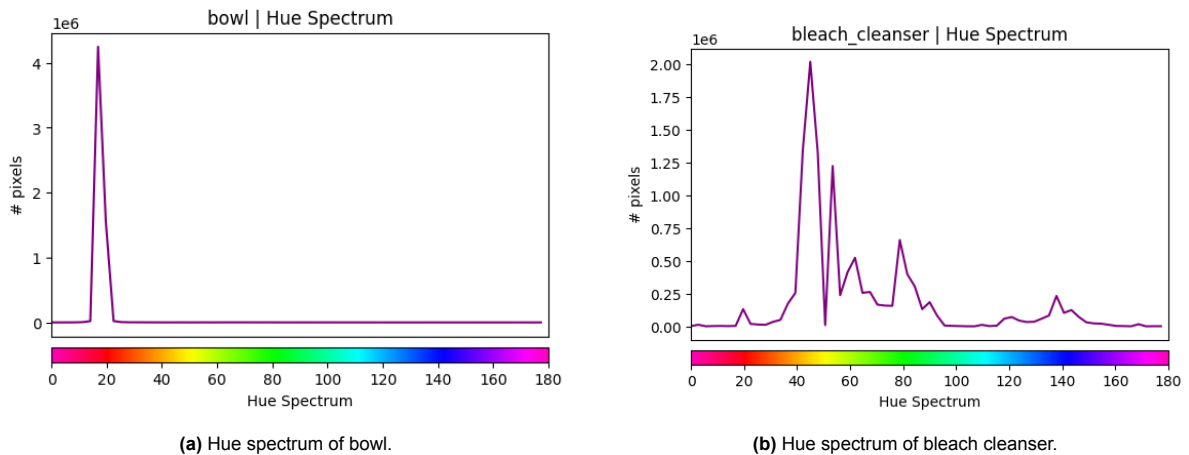 bowl | Hue Spectrum
1e6
4
3
2
1
0
# pixels
0 20 40 60 80 100 120 140 160 180
Hue Spectrum
(a) Hue spectrum of bowl.
bleach_cleanser | Hue Spectrum
1e6
2.00
1.75
1.50
1.25
1.00
0.75
0.50
0.25
0.00
# pixels
0 20 40 60 80 100 120 140 160 180
Hue Spectrum
(b) Hue spectrum of bleach cleanser.